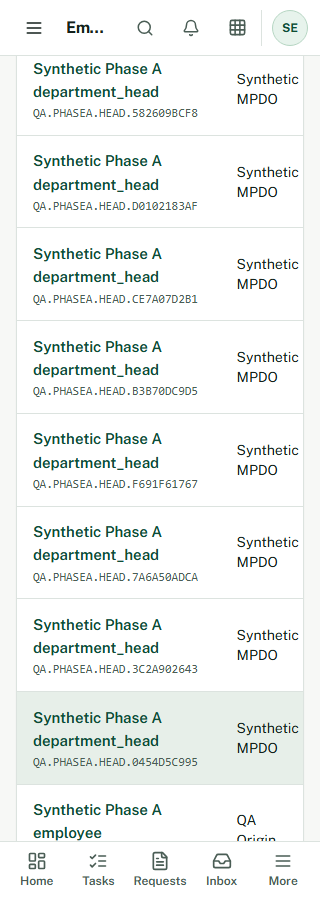 Em...
SE
Synthetic Phase A
department_head
QA.PHASEA.HEAD.582609BCF8
Synthetic
MPDO
Synthetic Phase A
department_head
QA.PHASEA.HEAD.D0102183AF
Synthetic
MPDO
Synthetic Phase A
department_head
QA.PHASEA.HEAD.CE7A07D2B1
Synthetic
MPDO
Synthetic Phase A
department_head
QA.PHASEA.HEAD.B3B70DC9D5
Synthetic
MPDO
Synthetic Phase A
department_head
QA.PHASEA.HEAD.F691F61767
Synthetic
MPDO
Synthetic Phase A
department_head
QA.PHASEA.HEAD.7A6A50ADCA
Synthetic
MPDO
Synthetic Phase A
department_head
QA.PHASEA.HEAD.3C2A902643
Synthetic
MPDO
Synthetic Phase A
department_head
QA.PHASEA.HEAD.0454D5C995
Synthetic
MPDO
Synthetic Phase A
employee
QA
Origin
Home
Tasks
Requests
Inbox
More